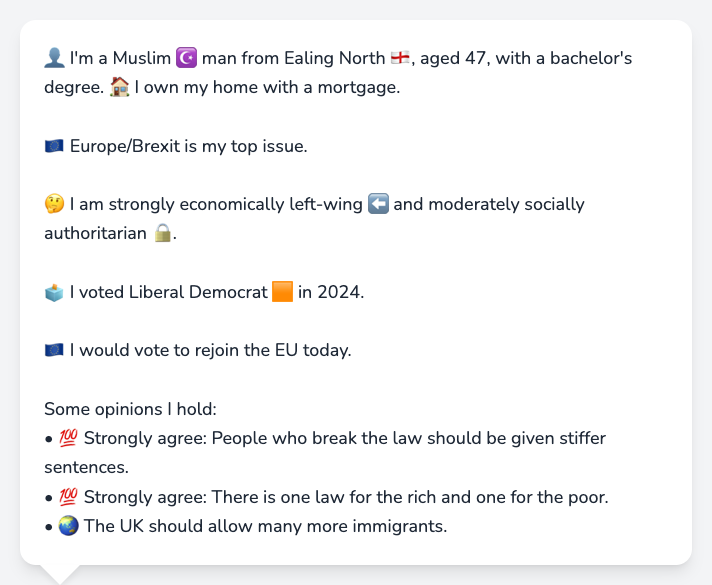 👤 I'm a Muslim ☪️ man from Ealing North 🏴󠁧󠁢󠁥󠁮󠁧󠁿, aged 47, with a bachelor's
degree. 🏠 I own my home with a mortgage.
🇪🇺 Europe/Brexit is my top issue.
🤔 I am strongly economically left-wing ⬅️ and moderately socially
authoritarian 🔒.
🗳️ I voted Liberal Democrat 🟧 in 2024.
🇪🇺 I would vote to rejoin the EU today.
Some opinions I hold:
• 💯 Strongly agree: People who break the law should be given stiffer
sentences.
• 💯 Strongly agree: There is one law for the rich and one for the poor.
• 🌏 The UK should allow many more immigrants.